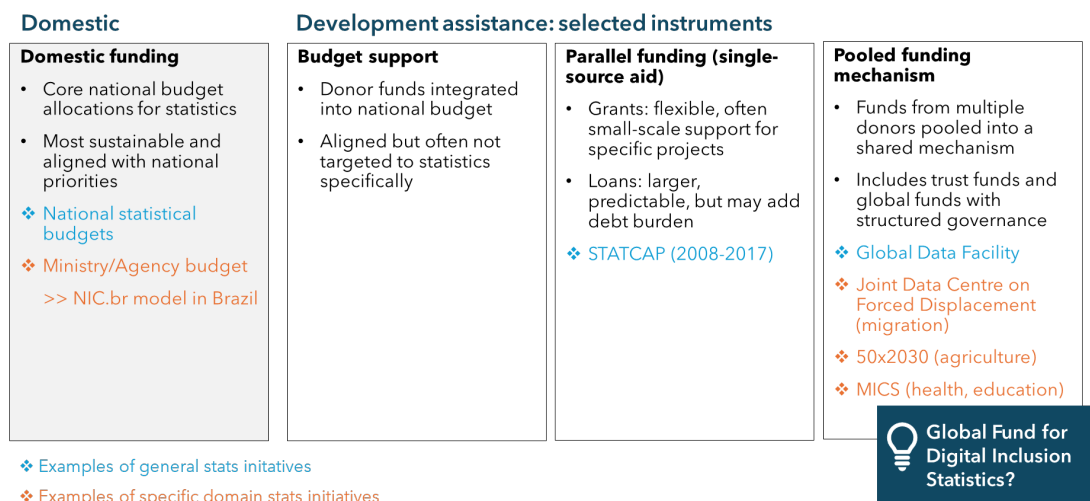 Domestic
Development assistance: selected instruments
Domestic funding
• Core national budget
allocations for statistics
• Most sustainable and
aligned with national
priorities
❖ National statistical
budgets
❖ Ministry/Agency budget
>> NIC.br model in Brazil
Budget support
• Donor funds integrated
into national budget
• Aligned but often not
targeted to statistics
specifically
Parallel funding (single-
source aid)
• Grants: flexible, often
small-scale support for
specific projects
• Loans: larger,
predictable, but may add
debt burden
❖ STATCAP (2008-2017)
Pooled funding
mechanism
• Funds from multiple
donors pooled into a
shared mechanism
• Includes trust funds and
global funds with
structured governance
❖ Global Data Facility
❖ Joint Data Centre on
Forced Displacement
(migration)
❖ 50x2030 (agriculture)
❖ MICS (health, education)
Global Fund for
Digital Inclusion
Statistics?
❖ Examples of general stats initatives
❖ Examples of specific domain stats initiatives